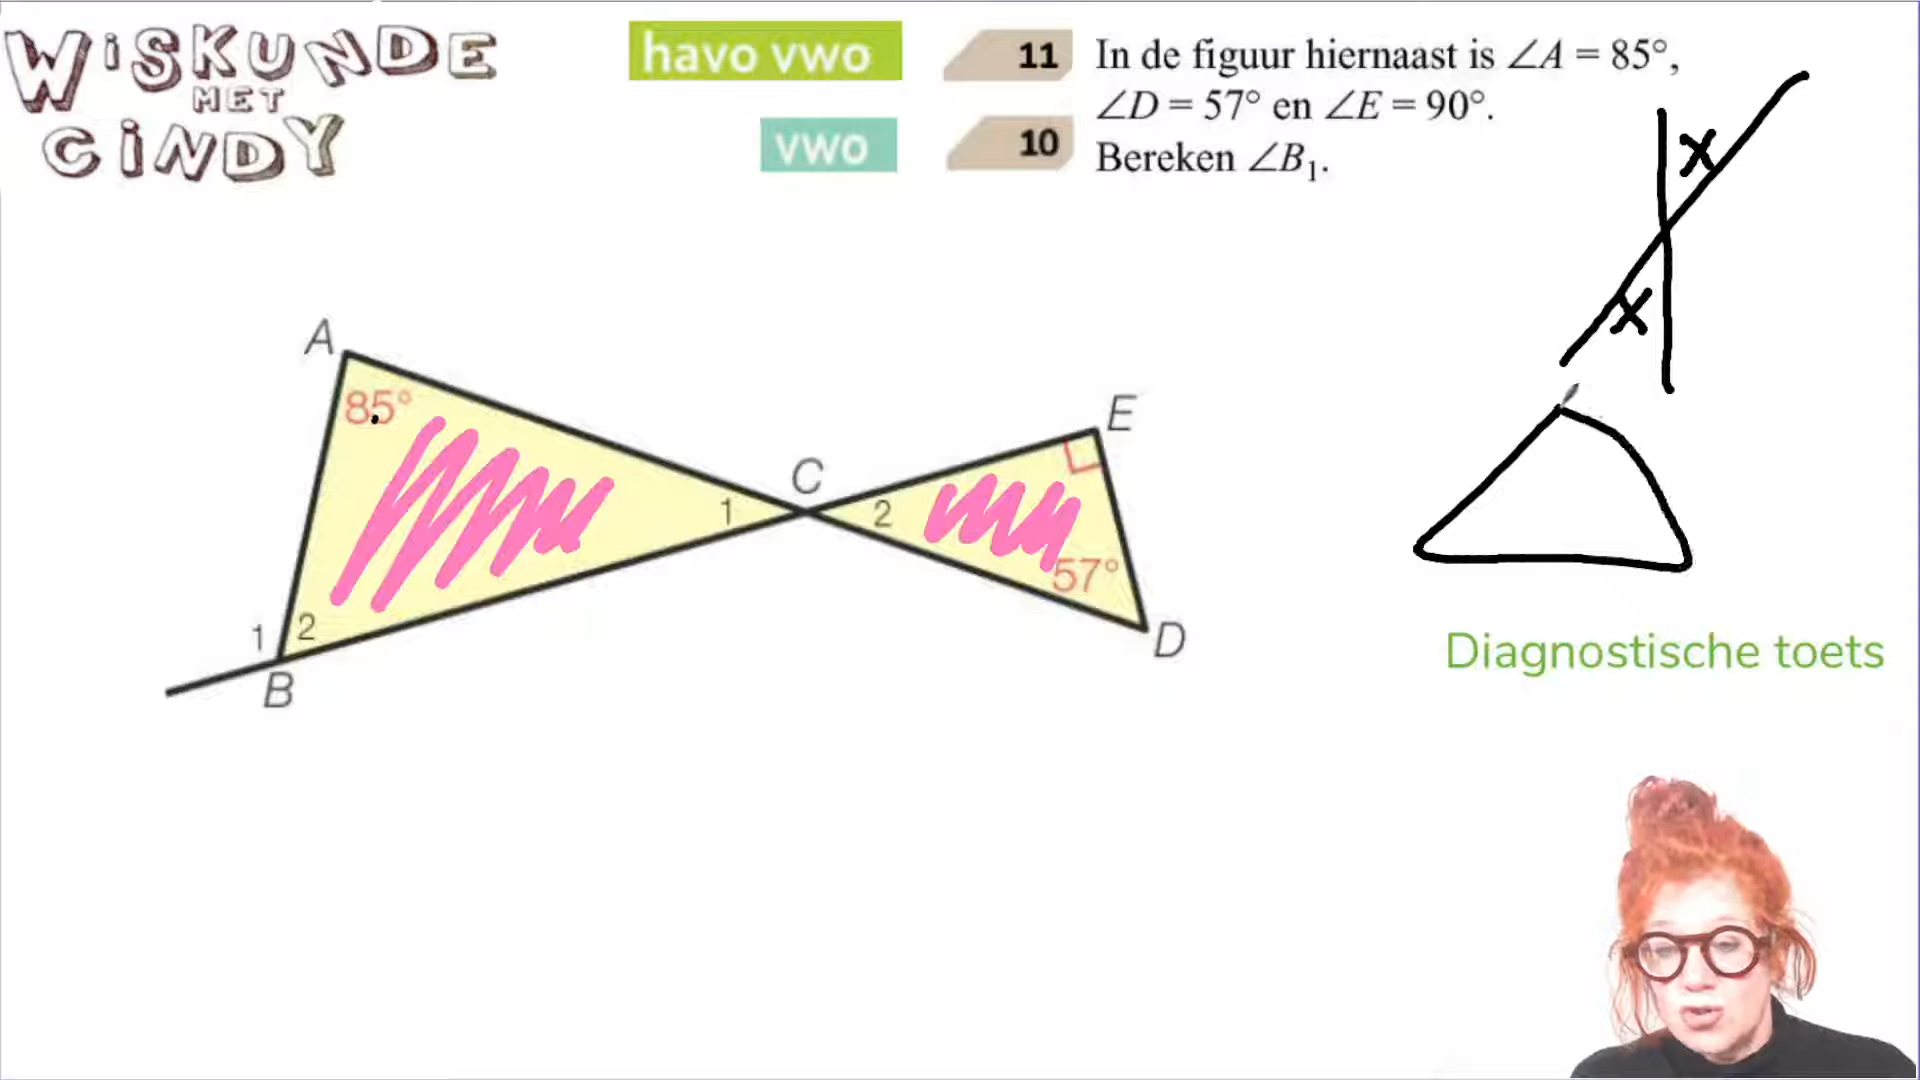 WiSKUNDE
MET
CiNDY
havo vwo
11 In de figuur hiernaast is ∠A = 85°,
∠D = 57° en ∠E = 90°.
vwo
10 Bereken ∠B₁.
x
x
A
85°
E
C
1
2
57°
1 2
D
B
Diagnostische toets